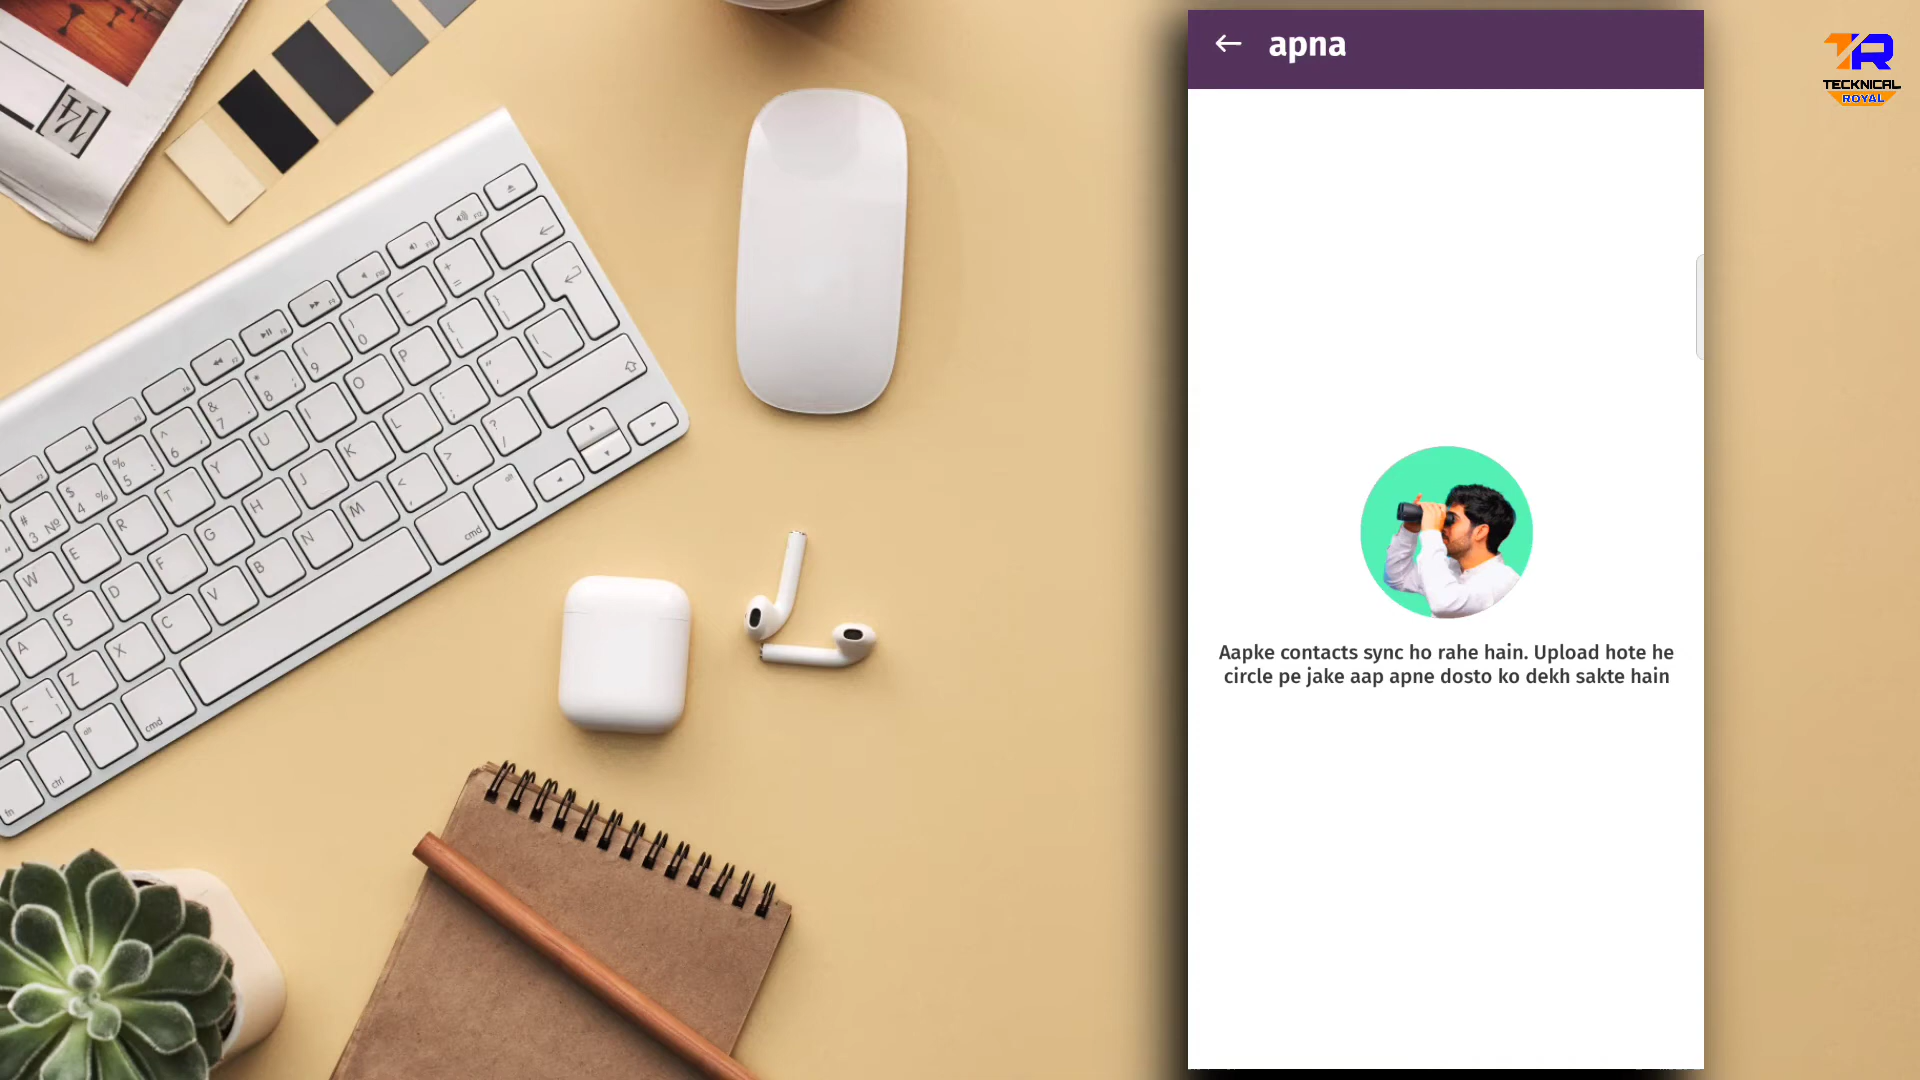 apna
TECKNICAL
ROYAL
Aapke contacts sync ho rahe hain. Upload hote he
circle pe jake aap apne dosto ko dekh sakte hain